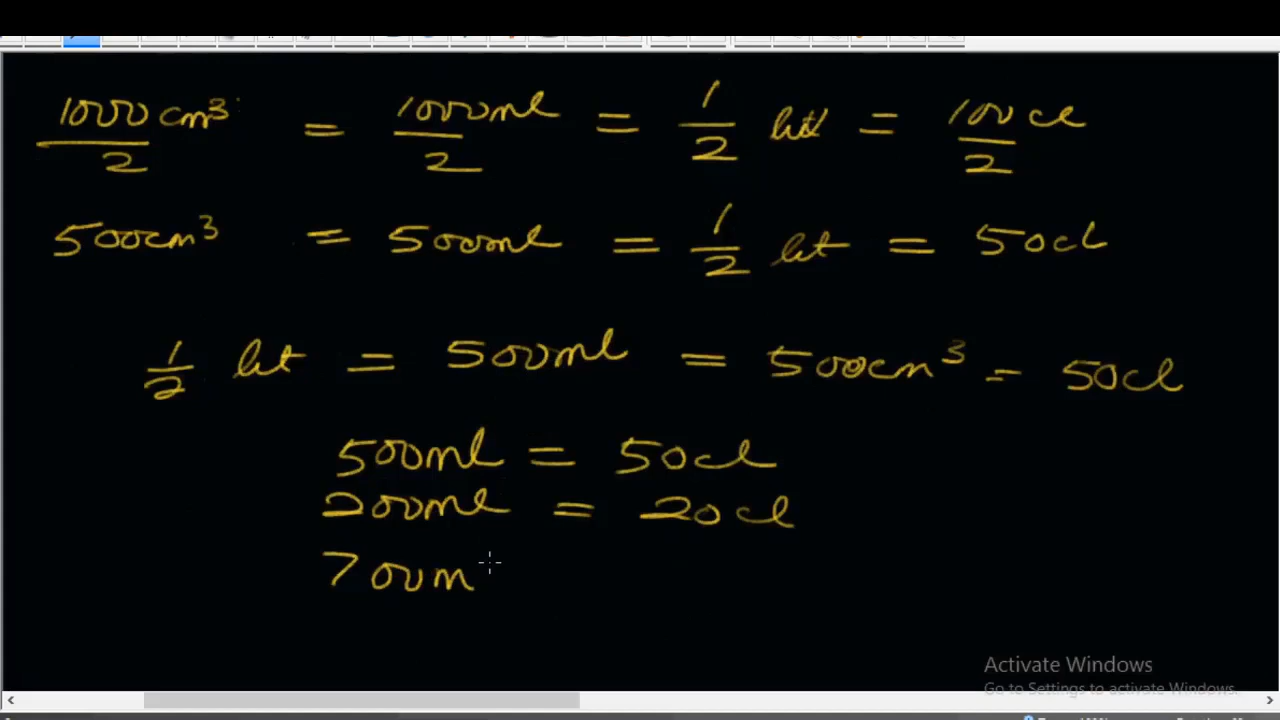 1000cm³/2 = 1000ml/2 = 1/2 lit = 100cl/2
500cm³ = 500ml = 1/2 lit = 50cl
1/2 lit = 500ml = 500cm³ = 50cl
500ml = 50cl
200ml = 20cl
700m
Activate Windows
Go to Settings to activate Windows.